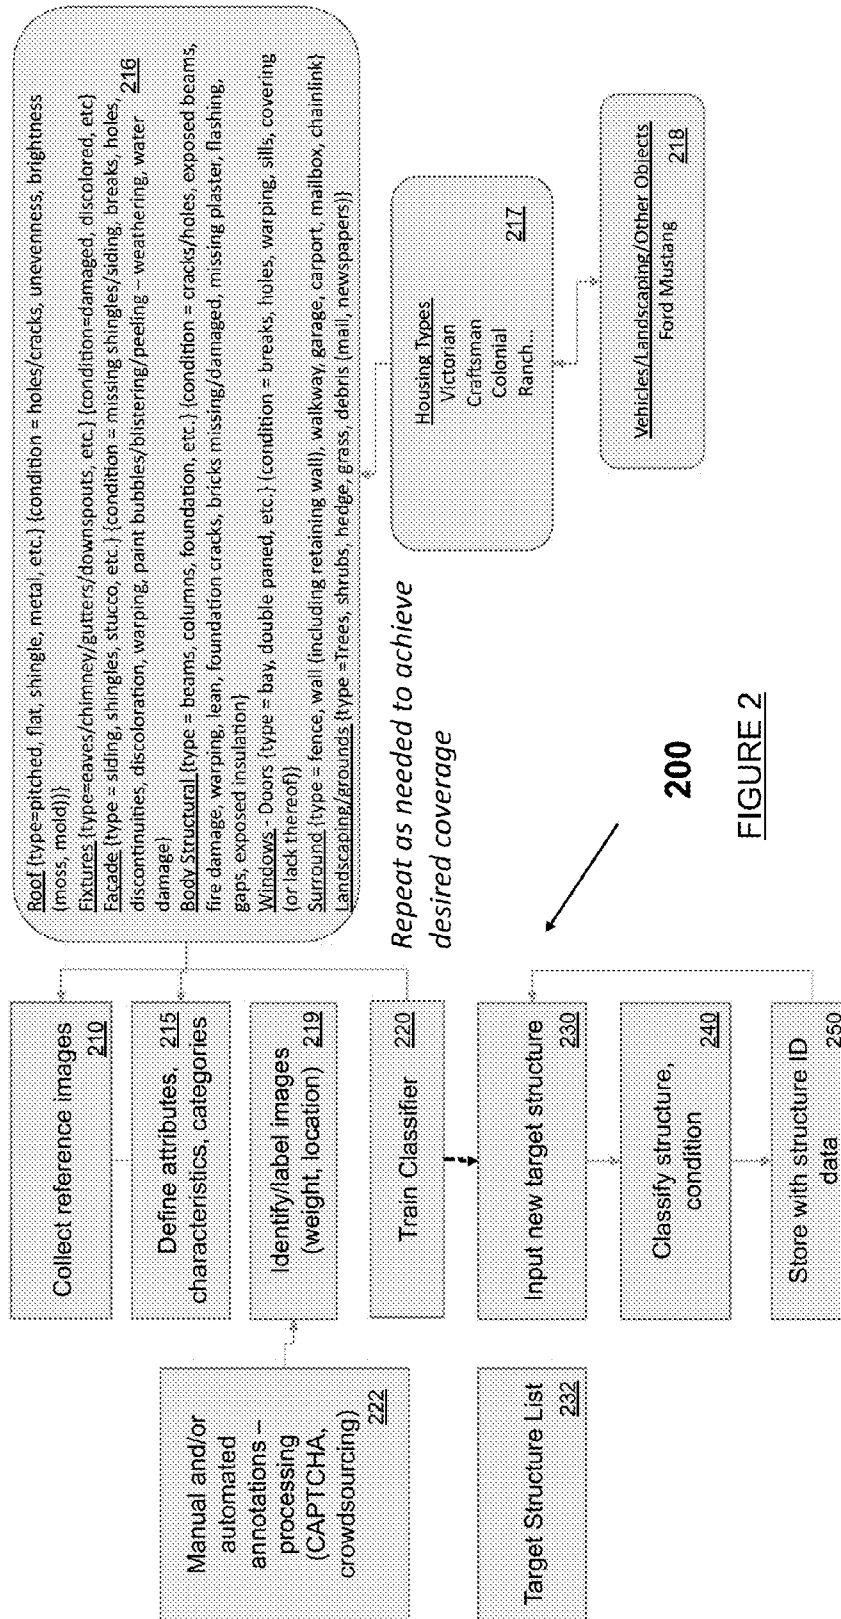 Collect reference images
210
Define attributes, 215
characteristics, categories
Identify/label images
(weight, location) 219
Train Classifier 220
Input new target structure
230
Classify structure,
condition 240
Store with structure ID
data 250
Manual and/or
automated
annotations –
processing
(CAPTCHA,
crowdsourcing)
222
Target Structure List
232
Roof {type=pitched, flat, shingle, metal, etc.} {condition = holes/cracks, unevenness, brightness
(moss, mold))}
Fixtures {type=eaves/chimney/gutters/downspouts, etc.} {condition=damaged, discolored, etc}
Façade {type = siding, shingles, stucco, etc.} {condition = missing shingles/siding, breaks, holes,
discontinuities, discoloration, warping, paint bubbles/blistering/peeling – weathering, water 216
damage}
Body Structural {type = beams, columns, foundation, etc.} {condition = cracks/holes, exposed beams,
fire damage, warping, lean, foundation cracks, bricks missing/damaged, missing plaster, flashing,
gaps, exposed insulation}
Windows - Doors {type = bay, double paned, etc.} (condition = breaks, holes, warping, sills, covering
(or lack thereof)}
Surround {type = fence, wall (including retaining wall), walkway, garage, carport, mailbox, chainlink}
Landscaping/grounds {type =Trees, shrubs, hedge, grass, debris (mail, newspapers)}
Repeat as needed to achieve
desired coverage
Housing Types 217
Victorian
Craftsman
Colonial
Ranch...
Vehicles/Landscaping/Other Objects
Ford Mustang 218
200
FIGURE 2